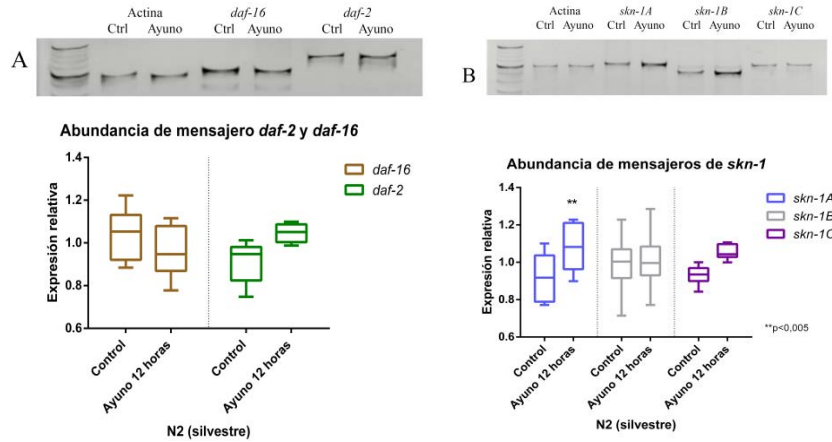 A
Actina daf-16 daf-2
Ctrl Ayuno Ctrl Ayuno Ctrl Ayuno
Abundancia de mensajero daf-2 y daf-16
Expresión relativa
1.4
1.2
1.0
0.8
0.6
daf-16
daf-2
Control
Ayuno 12 horas
Control
Ayuno 12 horas
N2 (silvestre)
B
Actina skn-1A skn-1B skn-1C
Ctrl Ayuno Ctrl Ayuno Ctrl Ayuno Ctrl Ayuno
Abundancia de mensajeros de skn-1
Expresión relativa
1.4
1.2
1.0
0.8
0.6
**
skn-1A
skn-1B
skn-1C
**p<0,005
Control
Ayuno 12 horas
Control
Ayuno 12 horas
Control
Ayuno 12 horas
N2 (silvestre)